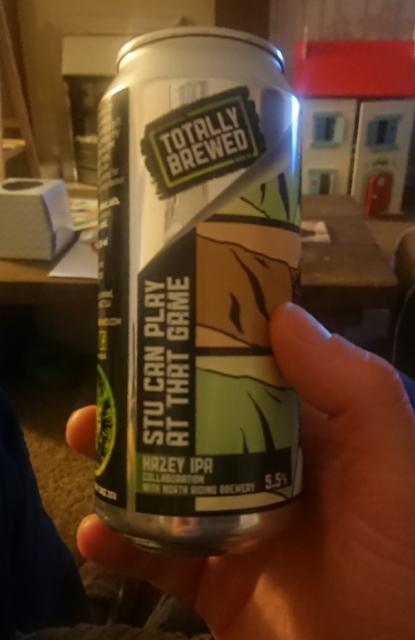 TOTALLY
BREWED
STU CAN PLAY
AT THAT GAME
HAZEY IPA
COLLABORATION
WITH NORTH RIDING BREWERY
5.5%